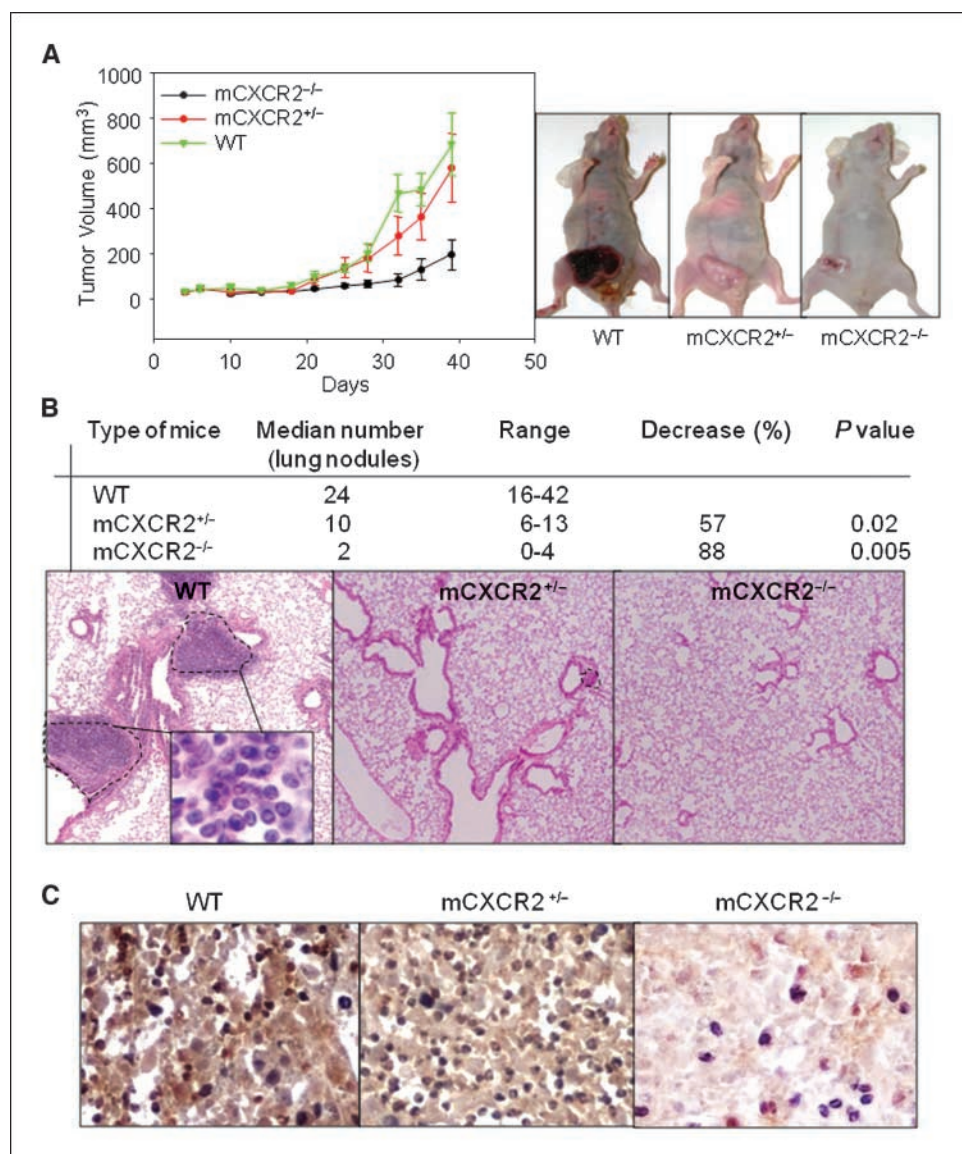 A
1000
800
600
400
200
0
Tumor Volume (mm³)
mCXCR2⁻/⁻
mCXCR2⁺/⁻
WT
0 10 20 30 40 50
Days
WT mCXCR2⁺/⁻ mCXCR2⁻/⁻
B
Type of mice Median number Range Decrease (%) P value
(lung nodules)
WT 24 16-42
mCXCR2⁺/⁻ 10 6-13 57 0.02
mCXCR2⁻/⁻ 2 0-4 88 0.005
WT mCXCR2⁺/⁻ mCXCR2⁻/⁻
C
WT mCXCR2⁺/⁻ mCXCR2⁻/⁻